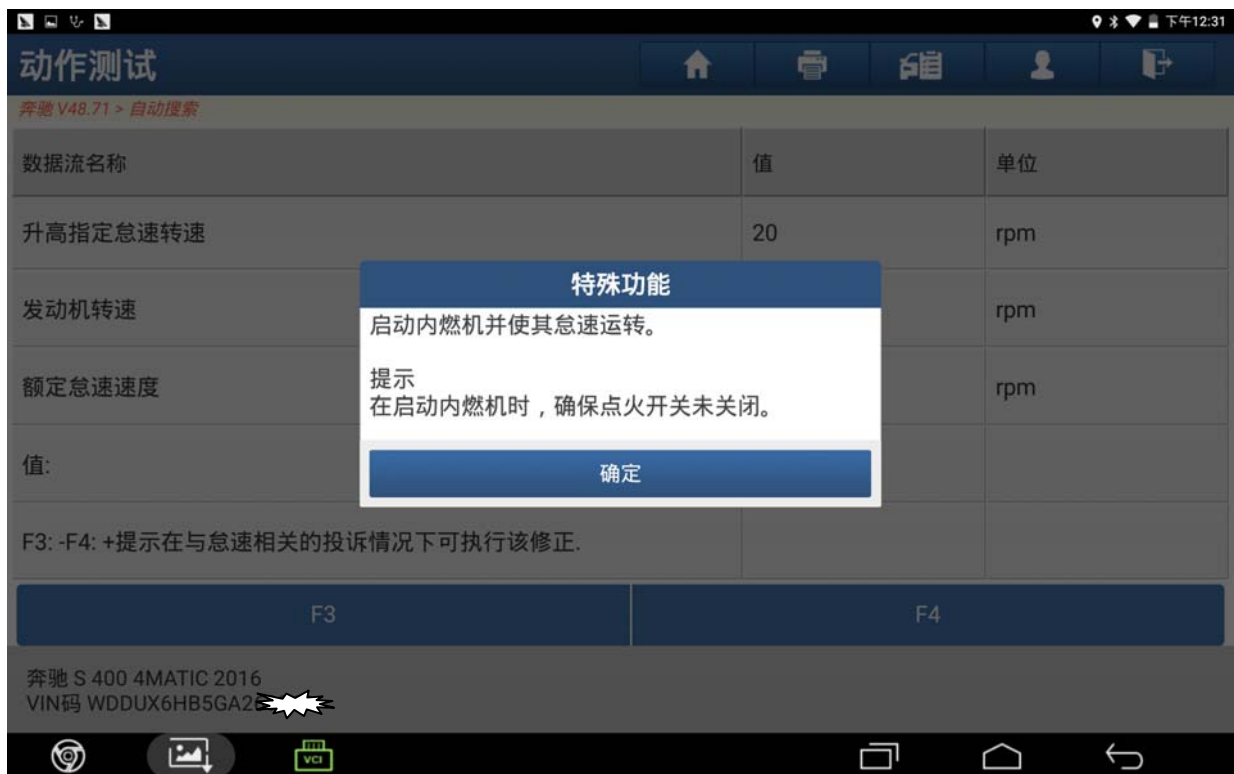 下午12:31
动作测试
奔驰 V48.71 > 自动搜索
数据流名称 值 单位
升高指定怠速转速 20 rpm
发动机转速 rpm
特殊功能
启动内燃机并使其怠速运转。
提示
在启动内燃机时，确保点火开关未关闭。
确定
额定怠速速度 rpm
值:
F3: -F4: +提示在与怠速相关的投诉情况下可执行该修正.
F3 F4
奔驰 S 400 4MATIC 2016
VIN码 WDDUX6HB5GA2
VCI